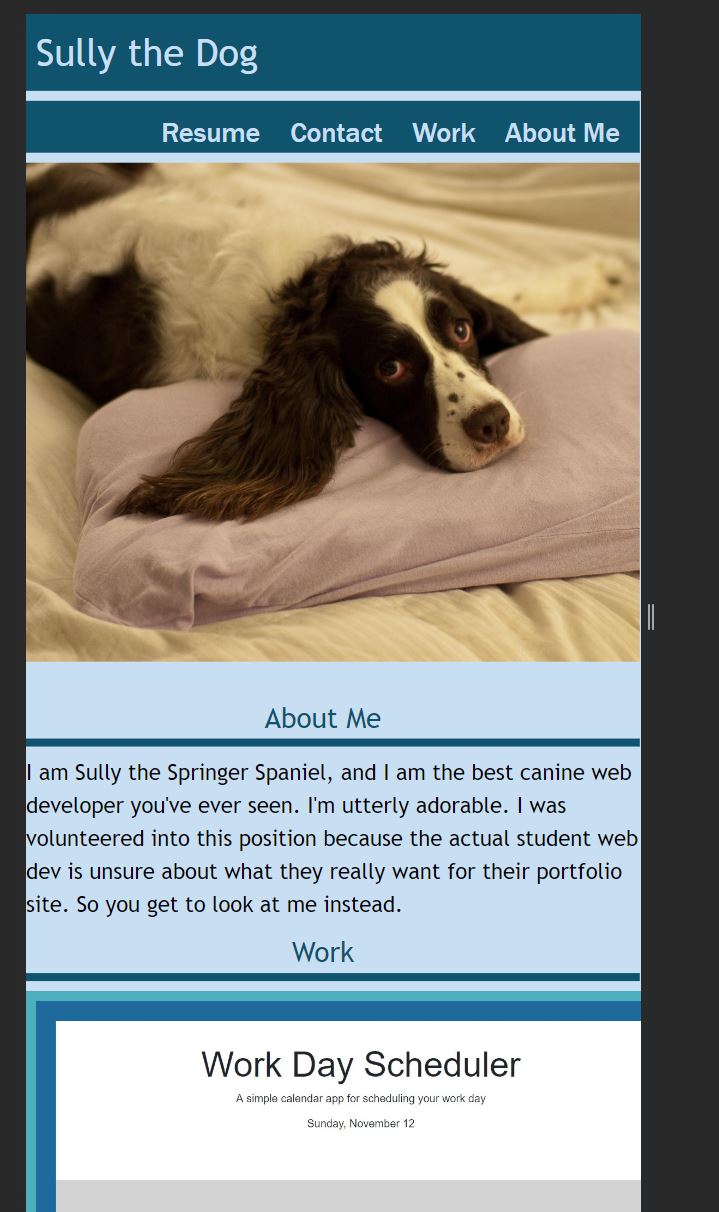 Sully the Dog
Resume Contact Work About Me
About Me
I am Sully the Springer Spaniel, and I am the best canine web
developer you've ever seen. I'm utterly adorable. I was
volunteered into this position because the actual student web
dev is unsure about what they really want for their portfolio
site. So you get to look at me instead.
Work
Work Day Scheduler
A simple calendar app for scheduling your work day
Sunday, November 12